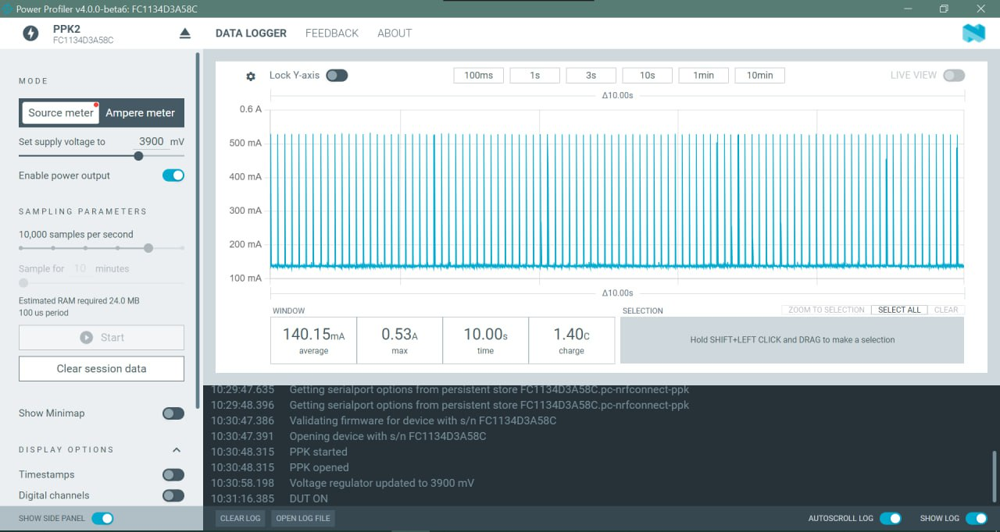 Power Profiler v4.0.0-beta6: FC1134D3A58C
PPK2
FC1134D3A58C
DATA LOGGER FEEDBACK ABOUT
MODE
Source meter Ampere meter
Set supply voltage to 3900 mV
Enable power output
SAMPLING PARAMETERS
10,000 samples per second
Sample for 10 minutes
Estimated RAM required 24.0 MB
100 us period
Start
Clear session data
Show Minimap
DISPLAY OPTIONS
Timestamps
Digital channels
SHOW SIDE PANEL
Lock Y-axis 100ms 1s 3s 10s 1min 10min LIVE VIEW
Δ10.00s
0.6 A
500 mA
400 mA
300 mA
200 mA
100 mA
Δ10.00s
WINDOW
140.15mA 0.53A 10.00s 1.40C
average max time charge
SELECTION ZOOM TO SELECTION SELECT ALL CLEAR
Hold SHIFT+LEFT CLICK and DRAG to make a selection
10:29:47.635 Getting serialport options from persistent store FC1134D3A58C.pc-nrfconnect-ppk
10:29:48.396 Getting serialport options from persistent store FC1134D3A58C.pc-nrfconnect-ppk
10:30:47.386 Validating firmware for device with s/n FC1134D3A58C
10:30:47.391 Opening device with s/n FC1134D3A58C
10:30:48.315 PPK started
10:30:48.315 PPK opened
10:30:58.198 Voltage regulator updated to 3900 mV
10:31:16.385 DUT ON
CLEAR LOG OPEN LOG FILE AUTOSCROLL LOG SHOW LOG